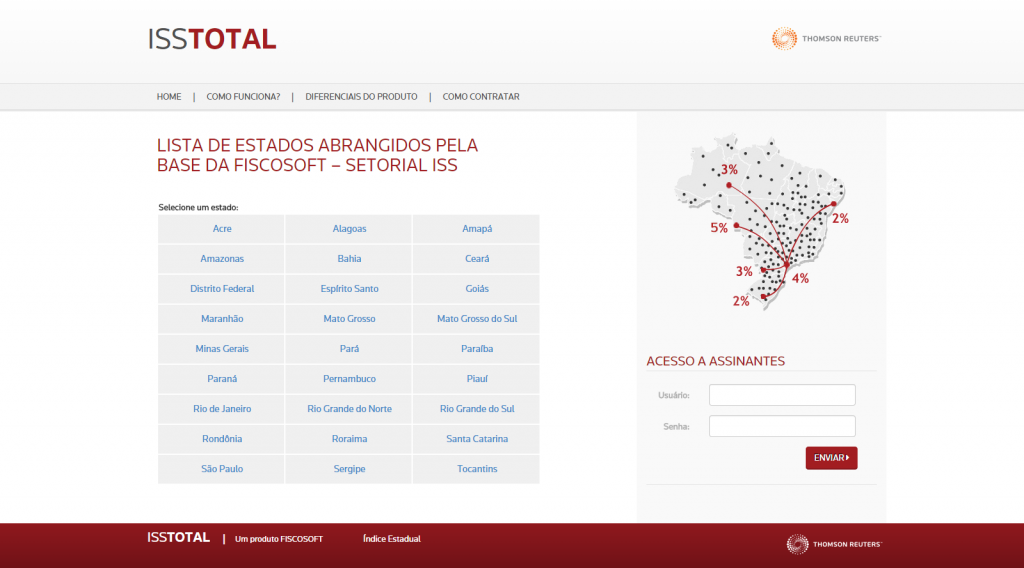 ISSTOTAL
THOMSON REUTERS™
HOME | COMO FUNCIONA? | DIFERENCIAIS DO PRODUTO | COMO CONTRATAR
LISTA DE ESTADOS ABRANGIDOS PELA
BASE DA FISCOSOFT – SETORIAL ISS
Selecione um estado:
Acre Alagoas Amapá
Amazonas Bahia Ceará
Distrito Federal Espírito Santo Goiás
Maranhão Mato Grosso Mato Grosso do Sul
Minas Gerais Pará Paraíba
Paraná Pernambuco Piauí
Rio de Janeiro Rio Grande do Norte Rio Grande do Sul
Rondônia Roraima Santa Catarina
São Paulo Sergipe Tocantins
3%
2%
5%
3%
4%
2%
ACESSO A ASSINANTES
Usuário:
Senha:
ENVIAR
ISSTOTAL | Um produto FISCOSOFT Índice Estadual
THOMSON REUTERS™